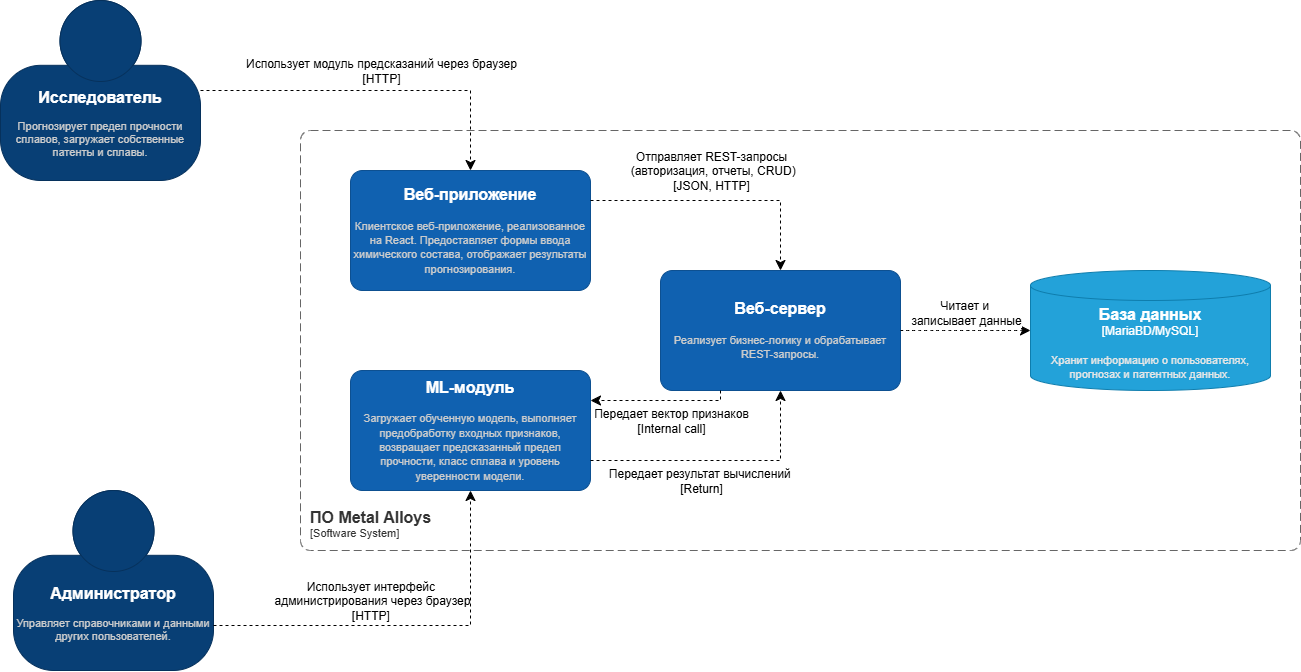 Исследователь
Прогнозирует предел прочности
сплавов, загружает собственные
патенты и сплавы.
Использует модуль предсказаний через браузер
[HTTP]
Веб-приложение
Клиентское веб-приложение, реализованное
на React. Предоставляет формы ввода
химического состава, отображает результаты
прогнозирования.
Отправляет REST-запросы
(авторизация, отчеты, CRUD)
[JSON, HTTP]
Веб-сервер
Реализует бизнес-логику и обрабатывает
REST-запросы.
Читает и
записывает данные
База данных
[MariaBD/MySQL]
Хранит информацию о пользователях,
прогнозах и патентных данных.
ML-модуль
Загружает обученную модель, выполняет
предобработку входных признаков,
возвращает предсказанный предел
прочности, класс сплава и уровень
уверенности модели.
Передает вектор признаков
[Internal call]
Передает результат вычислений
[Return]
ПО Metal Alloys
[Software System]
Администратор
Управляет справочниками и данными
других пользователей.
Использует интерфейс
администрирования через браузер
[HTTP]